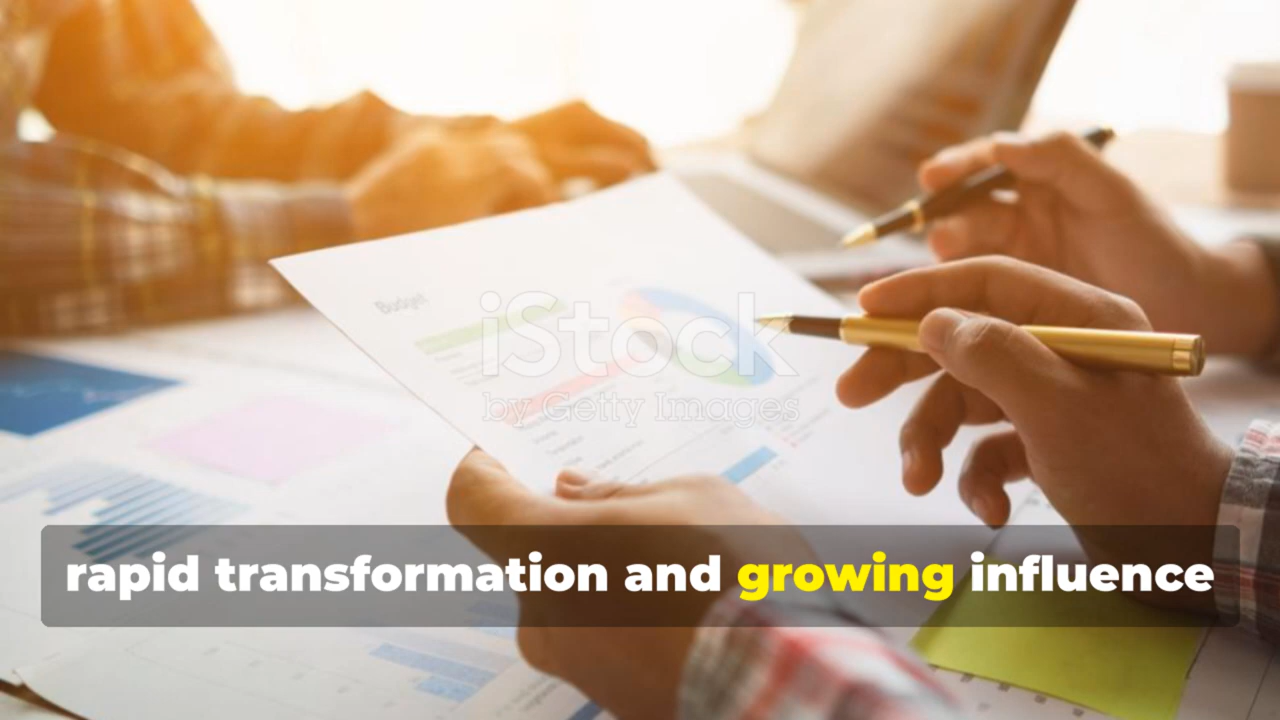 Budget
iStock
by Getty Images
rapid transformation and growing influence